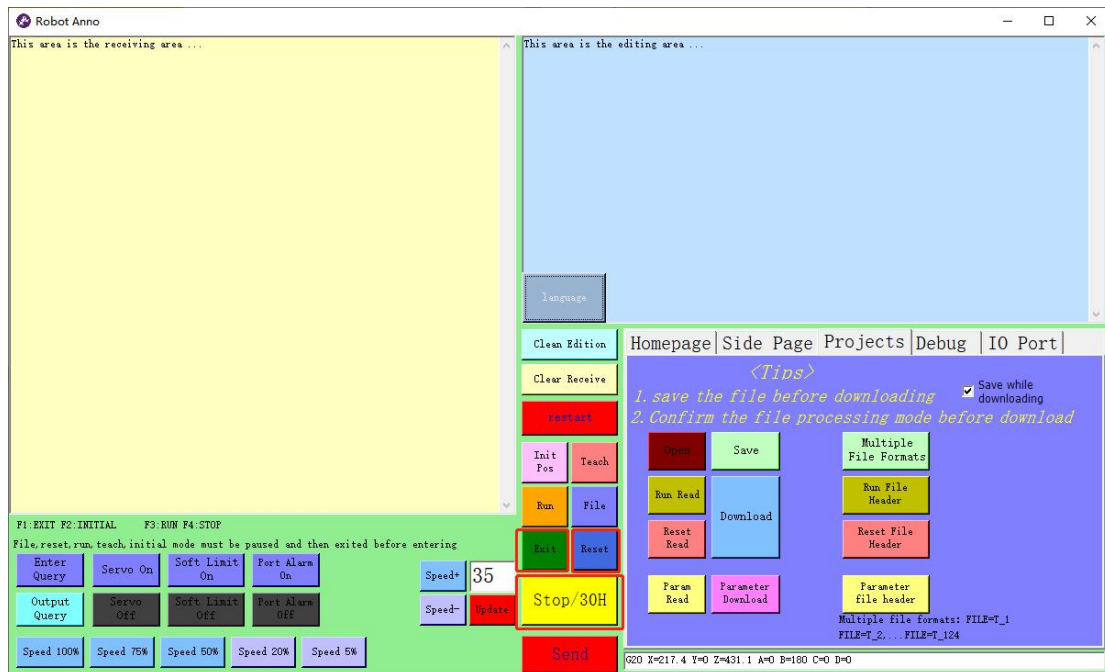 Robot Anno
This area is the receiving area ...
This area is the editing area ...
language
Clean Edition
Clear Receive
restart
Init
Pos
Teach
Run
File
Exit
Reset
Stop/30H
Send
Homepage
Side Page
Projects
Debug
IO Port
<Tips>
1. save the file before downloading
2. Confirm the file processing mode before download
Save while
downloading
Open
Save
Multiple
File Formats
Run Read
Download
Run File
Header
Reset
Read
Reset File
Header
Param
Read
Parameter
Download
Parameter
file header
Multiple file formats: FILE=T_1
FILE=T_2,...FILE=T_124
G20 X=217.4 Y=0 Z=431.1 A=0 B=180 C=0 D=0
F1:EXIT F2:INITIAL F3:RUN F4:STOP
File,reset,run,teach,initial mode must be paused and then exited before entering
Enter
Query
Servo On
Soft Limit
On
Port Alarm
On
Speed+
35
Output
Query
Servo
Off
Soft Limit
Off
Port Alarm
Off
Speed-
Update
Speed 100%
Speed 75%
Speed 50%
Speed 20%
Speed 5%